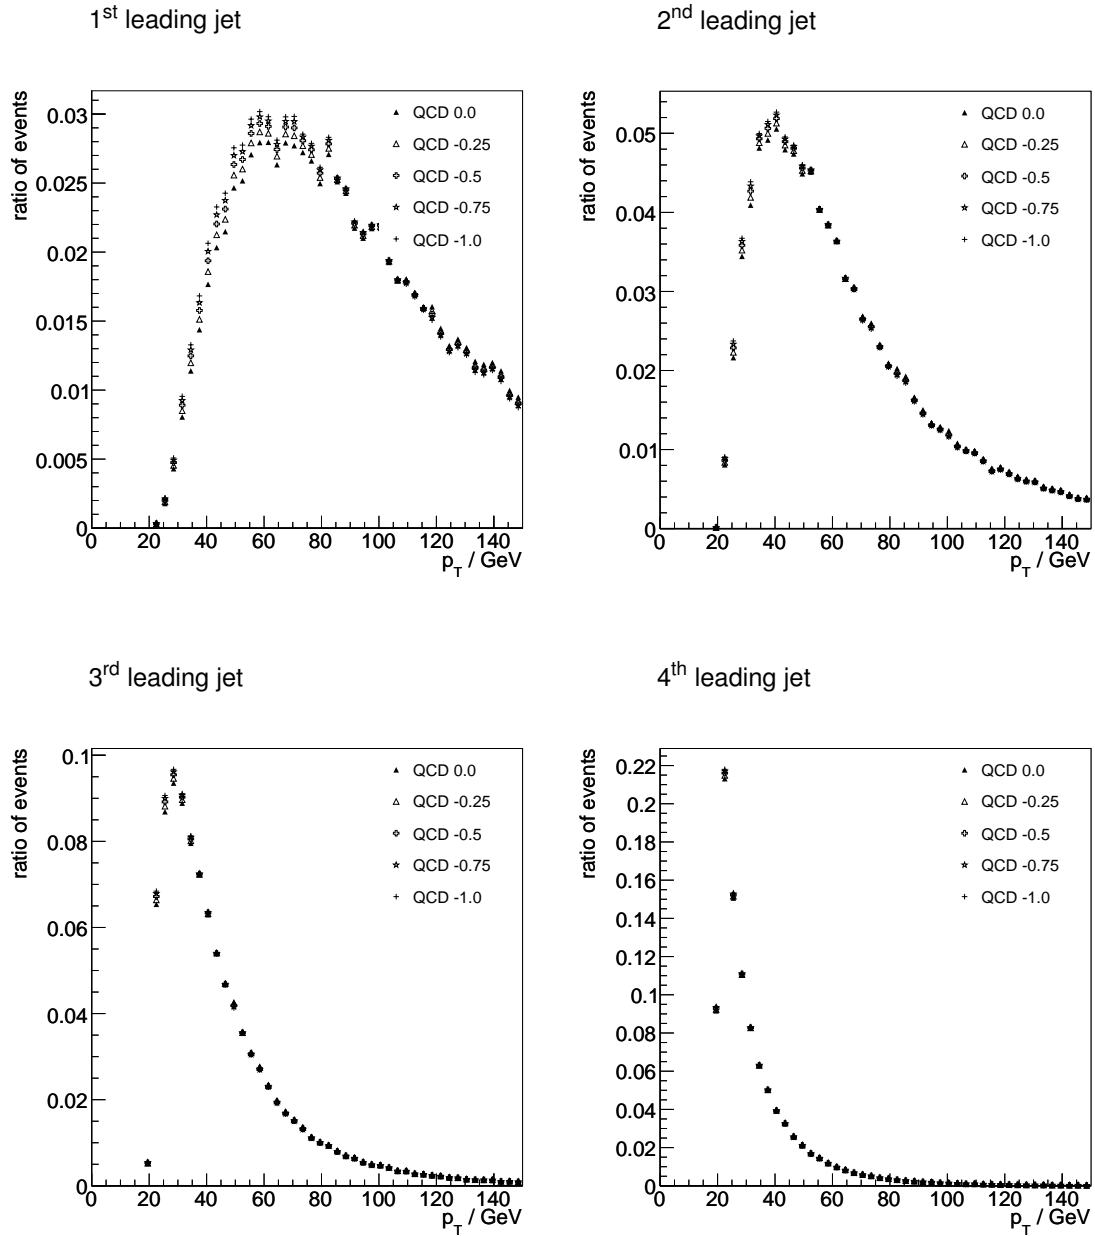 1st leading jet
ratio of events
0.03
0.025
0.02
0.015
0.01
0.005
0
QCD 0.0
QCD -0.25
QCD -0.5
QCD -0.75
QCD -1.0
0 20 40 60 80 100 120 140
pT / GeV
2nd leading jet
ratio of events
0.05
0.04
0.03
0.02
0.01
0
QCD 0.0
QCD -0.25
QCD -0.5
QCD -0.75
QCD -1.0
0 20 40 60 80 100 120 140
pT / GeV
3rd leading jet
ratio of events
0.1
0.08
0.06
0.04
0.02
0
QCD 0.0
QCD -0.25
QCD -0.5
QCD -0.75
QCD -1.0
0 20 40 60 80 100 120 140
pT / GeV
4th leading jet
ratio of events
0.22
0.2
0.18
0.16
0.14
0.12
0.1
0.08
0.06
0.04
0.02
0
QCD 0.0
QCD -0.25
QCD -0.5
QCD -0.75
QCD -1.0
0 20 40 60 80 100 120 140
pT / GeV